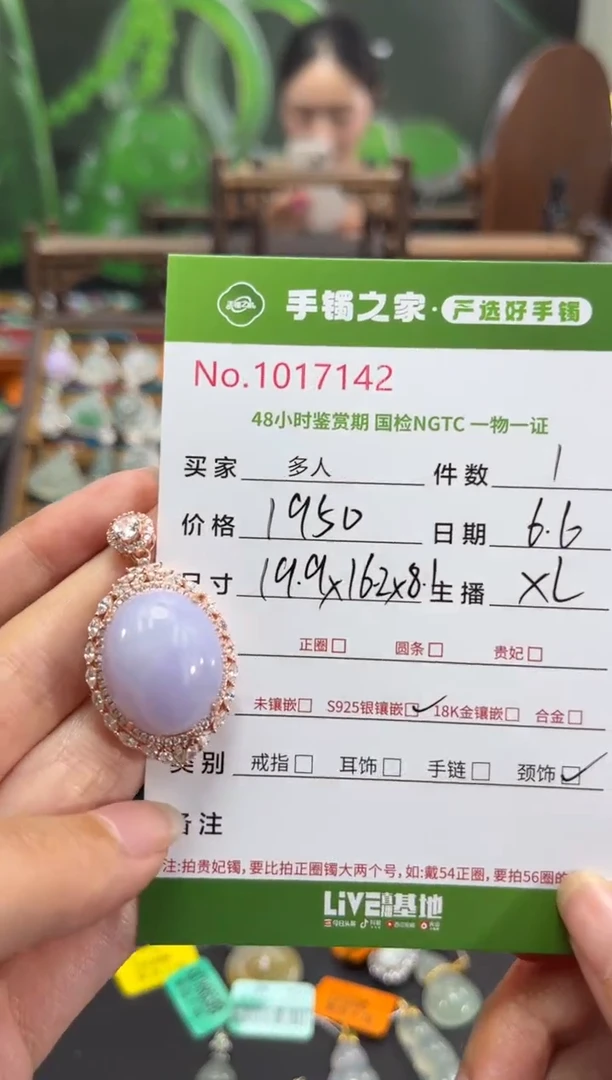 手镯之家·严选好手镯
No.1017142
48小时鉴赏期 国检NGTC 一物一证
买家 多人 件数 1
价格 1950 日期 6.6
尺寸 19.9x16.2x8.1 主播 XL
正圈□ 圆条□ 贵妃□
未镶嵌□ S925银镶嵌☑ 18K金镶嵌□ 合金□
类别 戒指□ 耳饰□ 手链□ 颈饰☑
备注
注:拍贵妃镯,要比拍正圈镯大两个号,如:戴54正圈,要拍56圈的
LiVE直播基地